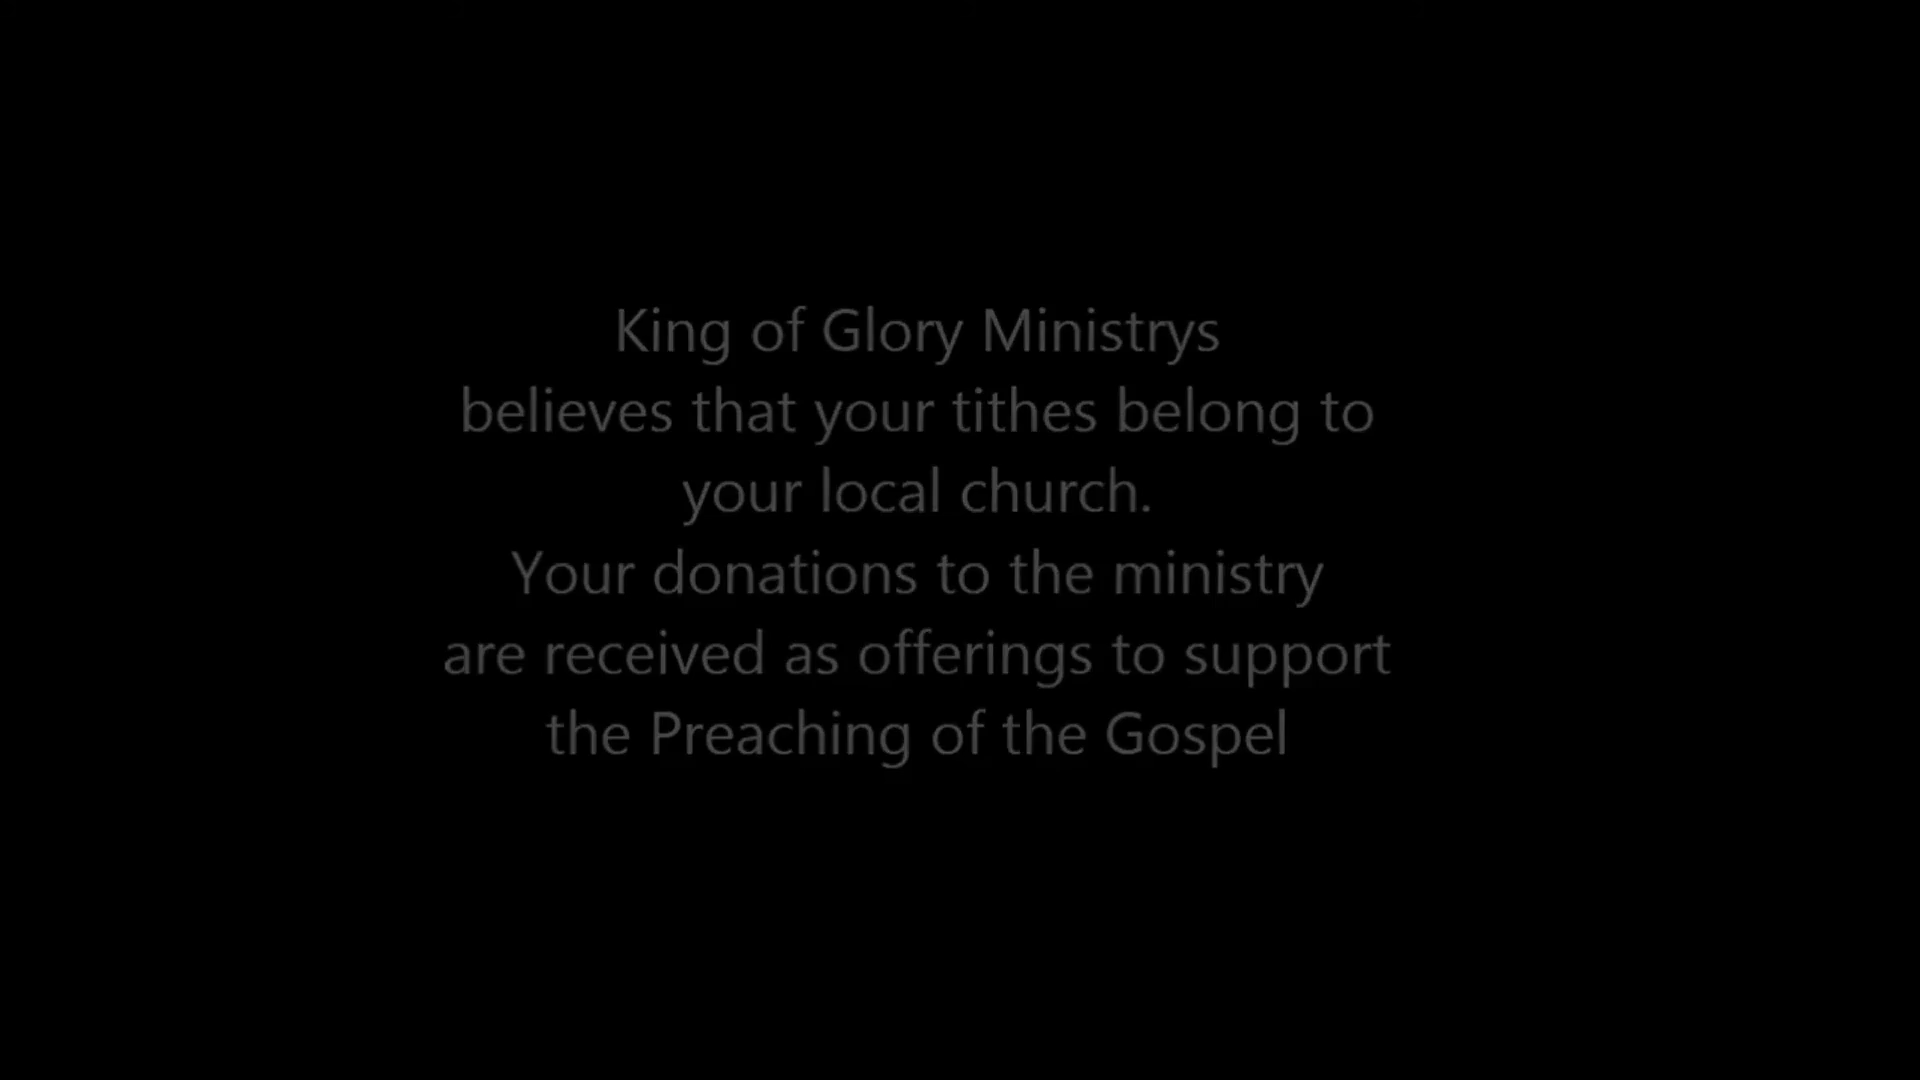 King of Glory Ministrys
believes that your tithes belong to
your local church.
Your donations to the ministry
are received as offerings to support
the Preaching of the Gospel